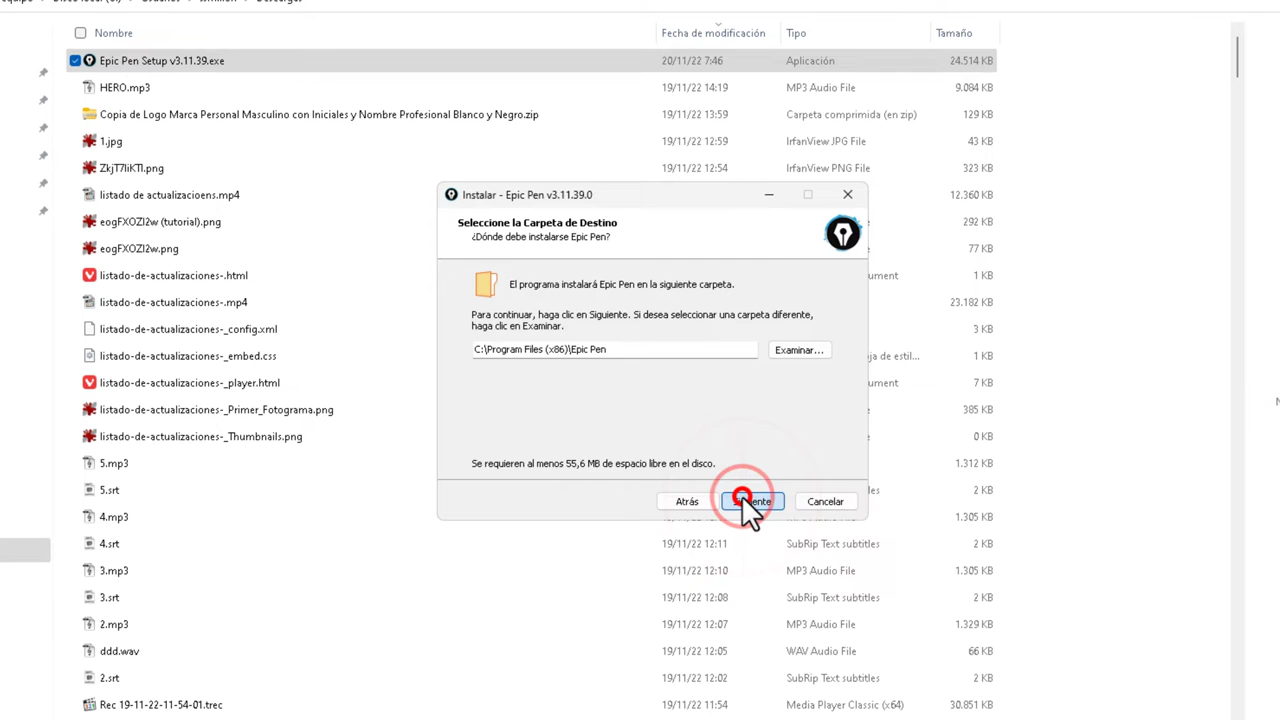 Nombre Fecha de modificación Tipo Tamaño
Epic Pen Setup v3.11.39.exe 20/11/22 7:46 Aplicación 24.514 KB
HERO.mp3 19/11/22 14:19 MP3 Audio File 9.084 KB
Copia de Logo Marca Personal Masculino con Iniciales y Nombre Profesional Blanco y Negro.zip 19/11/22 13:59 Carpeta comprimida (en zip) 129 KB
1.jpg 19/11/22 12:59 IrfanView JPG File 43 KB
ZkjT7liKTI.png 19/11/22 12:54 IrfanView PNG File 323 KB
listado de actualizacioens.mp4 12.360 KB
eogFXOZI2w (tutorial).png 292 KB
eogFXOZI2w.png 77 KB
listado-de-actualizaciones-.html ument 1 KB
listado-de-actualizaciones-.mp4 23.182 KB
listado-de-actualizaciones-_config.xml 3 KB
listado-de-actualizaciones-_embed.css ja de estil... 1 KB
listado-de-actualizaciones-_player.html ument 7 KB
listado-de-actualizaciones-_Primer_Fotograma.png 385 KB
listado-de-actualizaciones-_Thumbnails.png 0 KB
5.mp3 1.312 KB
5.srt 2 KB
4.mp3 1.305 KB
4.srt 19/11/22 12:11 SubRip Text subtitles 2 KB
3.mp3 19/11/22 12:10 MP3 Audio File 1.305 KB
3.srt 19/11/22 12:08 SubRip Text subtitles 2 KB
2.mp3 19/11/22 12:07 MP3 Audio File 1.329 KB
ddd.wav 19/11/22 12:05 WAV Audio File 66 KB
2.srt 19/11/22 12:05 SubRip Text subtitles 2 KB
Rec 19-11-22-11-54-01.trec 19/11/22 11:54 Media Player Classic (x64) 30.851 KB
Instalar - Epic Pen v3.11.39.0
Seleccione la Carpeta de Destino
¿Dónde debe instalarse Epic Pen?
El programa instalará Epic Pen en la siguiente carpeta.
Para continuar, haga clic en Siguiente. Si desea seleccionar una carpeta diferente,
haga clic en Examinar.
C:\Program Files (x86)\Epic Pen Examinar...
Se requieren al menos 55,6 MB de espacio libre en el disco.
Atrás Cancelar